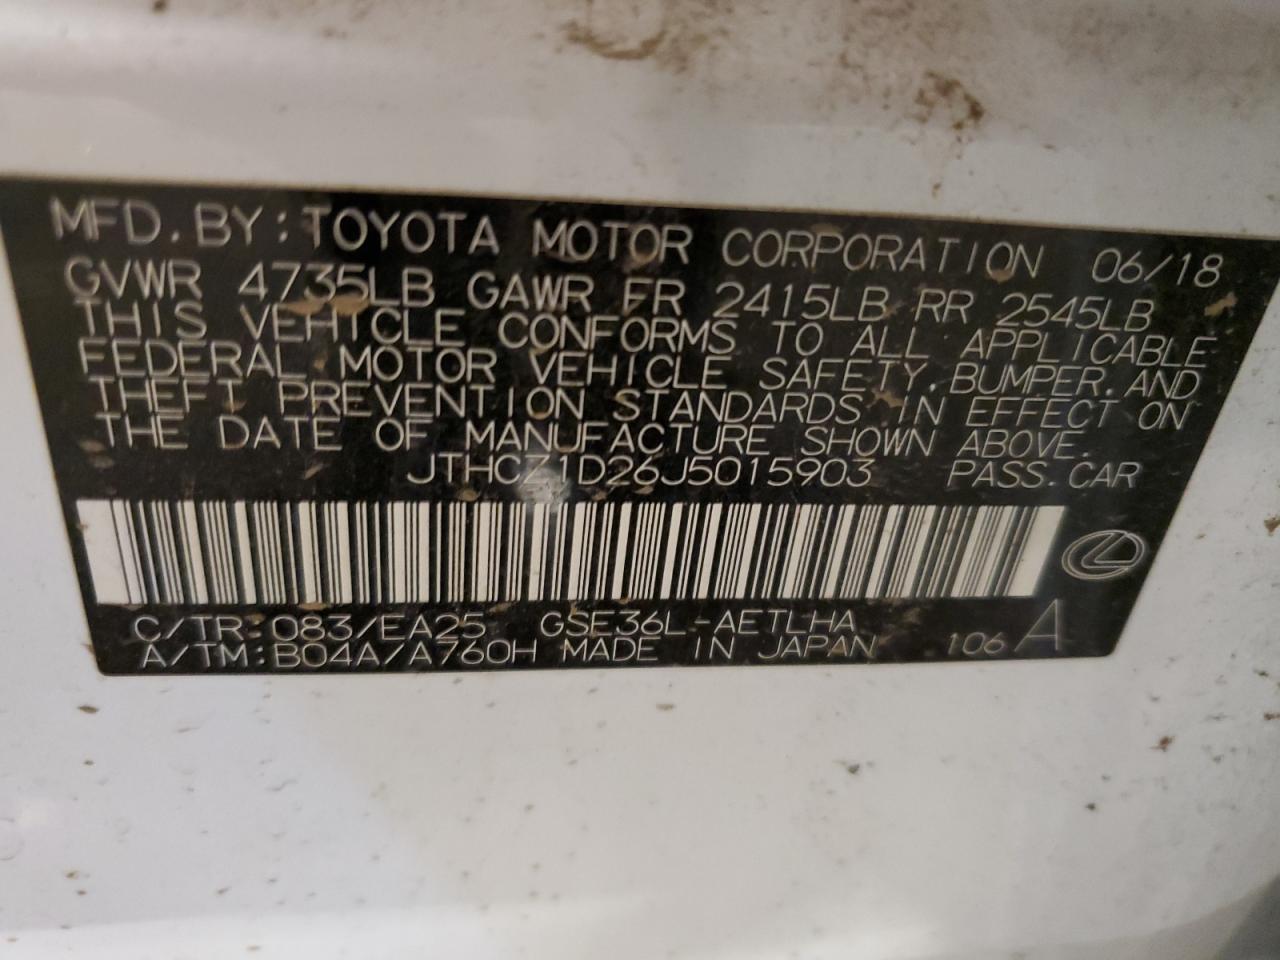 MFD. BY: TOYOTA MOTOR CORPORATION 06/18
GVWR 4735LB GAWR FR 2415LB RR 2545LB
THIS VEHICLE CONFORMS TO ALL APPLICABLE
FEDERAL MOTOR VEHICLE SAFETY, BUMPER, AND
THEFT PREVENTION STANDARDS IN EFFECT ON
THE DATE OF MANUFACTURE SHOWN ABOVE.
JTHCZ1D26J5015903 PASS. CAR
C/TR: 083/EA25 GSE36L-AETLHA
A/TM: B04A/A760H MADE IN JAPAN 106 A